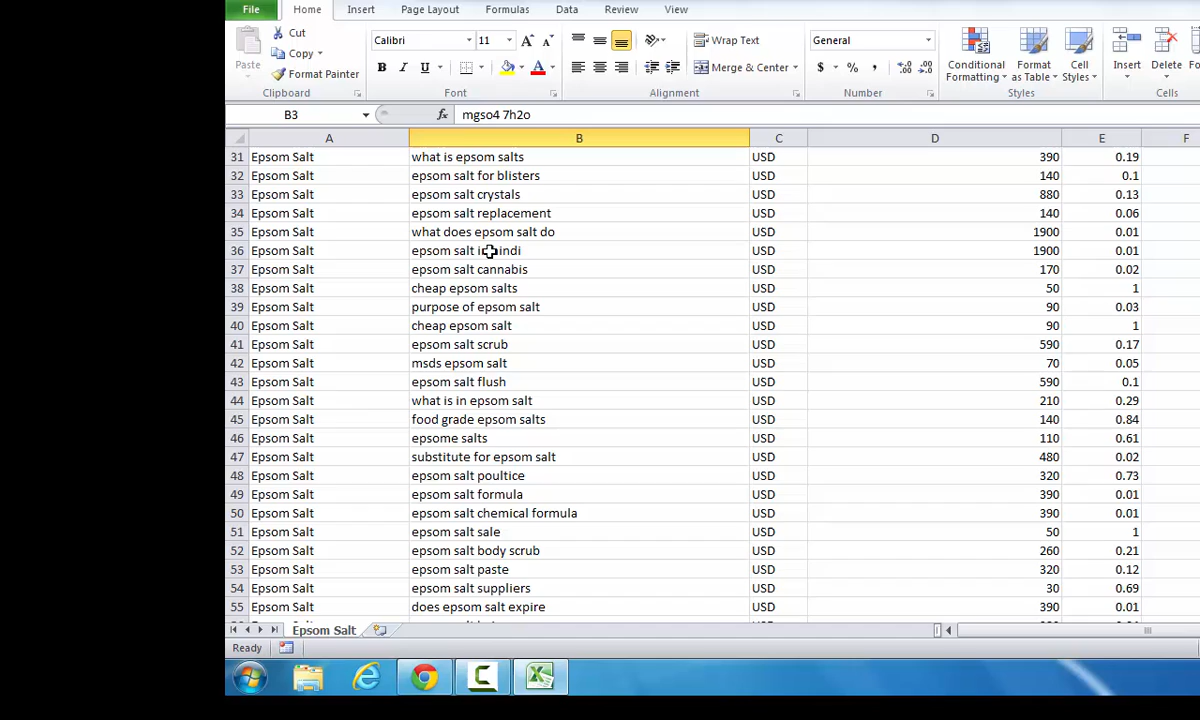 File Home Insert Page Layout Formulas Data Review View
Paste Cut Copy Format Painter Clipboard
Calibri 11 A A B I U A Font
Wrap Text Merge & Center Alignment
General $ % , .00 Number
Conditional Formatting Format as Table Cell Styles Styles
Insert Delete Cells
B3 fx mgso4 7h2o
A B C D E F
31 Epsom Salt what is epsom salts USD 390 0.19
32 Epsom Salt epsom salt for blisters USD 140 0.1
33 Epsom Salt epsom salt crystals USD 880 0.13
34 Epsom Salt epsom salt replacement USD 140 0.06
35 Epsom Salt what does epsom salt do USD 1900 0.01
36 Epsom Salt epsom salt USD 1900 0.01
37 Epsom Salt epsom salt cannabis USD 170 0.02
38 Epsom Salt cheap epsom salts USD 50 1
39 Epsom Salt purpose of epsom salt USD 90 0.03
40 Epsom Salt cheap epsom salt USD 90 1
41 Epsom Salt epsom salt scrub USD 590 0.17
42 Epsom Salt msds epsom salt USD 70 0.05
43 Epsom Salt epsom salt flush USD 590 0.1
44 Epsom Salt what is in epsom salt USD 210 0.29
45 Epsom Salt food grade epsom salts USD 140 0.84
46 Epsom Salt epsome salts USD 110 0.61
47 Epsom Salt substitute for epsom salt USD 480 0.02
48 Epsom Salt epsom salt poultice USD 320 0.73
49 Epsom Salt epsom salt formula USD 390 0.01
50 Epsom Salt epsom salt chemical formula USD 390 0.01
51 Epsom Salt epsom salt sale USD 50 1
52 Epsom Salt epsom salt body scrub USD 260 0.21
53 Epsom Salt epsom salt paste USD 320 0.12
54 Epsom Salt epsom salt suppliers USD 30 0.69
55 Epsom Salt does epsom salt expire USD 390 0.01
Epsom Salt
Ready